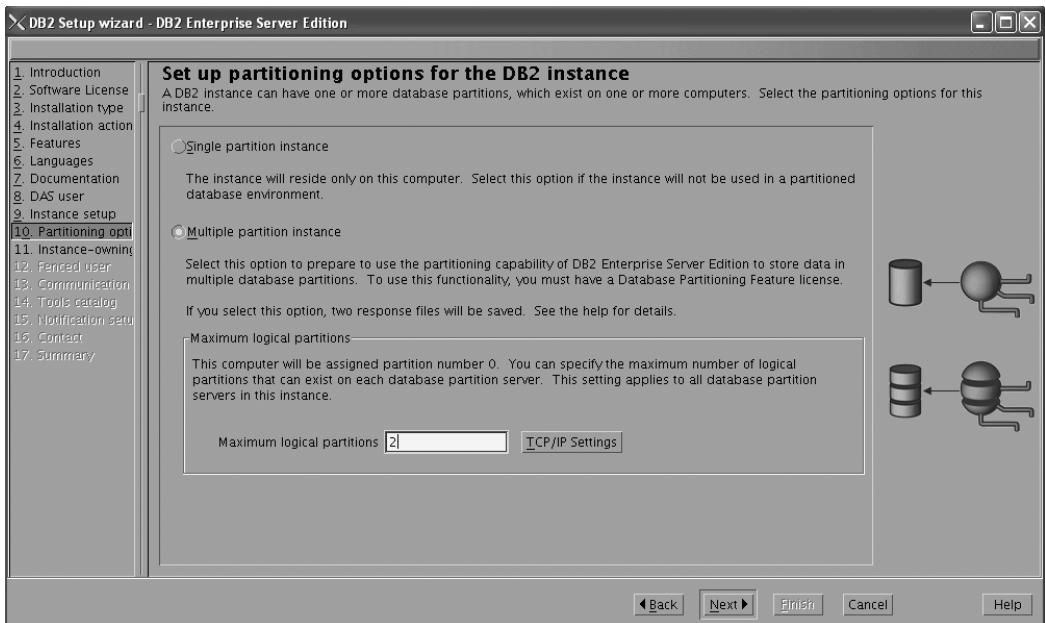 DB2 Setup wizard - DB2 Enterprise Server Edition
1. Introduction
2. Software License
3. Installation type
4. Installation action
5. Features
6. Languages
7. Documentation
8. DAS user
9. Instance setup
10. Partitioning opti
11. Instance-owning
12. Fenced user
13. Communication
14. Tools catalog
15. Notification setu
16. Contact
17. Summary
Set up partitioning options for the DB2 instance
A DB2 instance can have one or more database partitions, which exist on one or more computers. Select the partitioning options for this
instance.
Single partition instance
The instance will reside only on this computer. Select this option if the instance will not be used in a partitioned
database environment.
Multiple partition instance
Select this option to prepare to use the partitioning capability of DB2 Enterprise Server Edition to store data in
multiple database partitions. To use this functionality, you must have a Database Partitioning Feature license.
If you select this option, two response files will be saved. See the help for details.
Maximum logical partitions
This computer will be assigned partition number 0. You can specify the maximum number of logical
partitions that can exist on each database partition server. This setting applies to all database partition
servers in this instance.
Maximum logical partitions 2 TCP/IP Settings
Back Next Finish Cancel Help